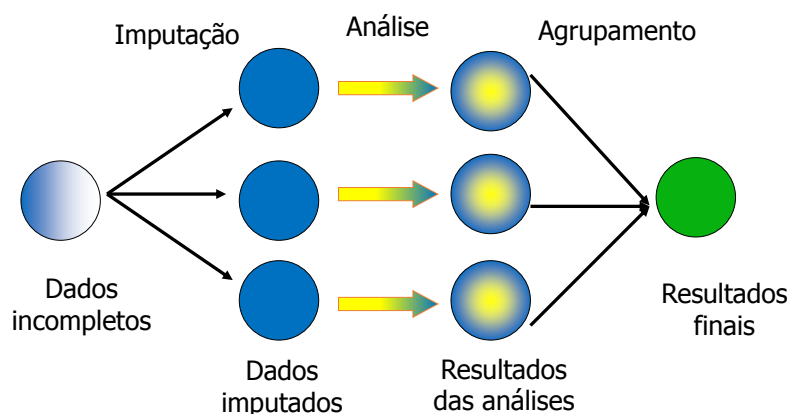 Imputação
Análise
Agrupamento
Dados
incompletos
Dados
imputados
Resultados
das análises
Resultados
finais